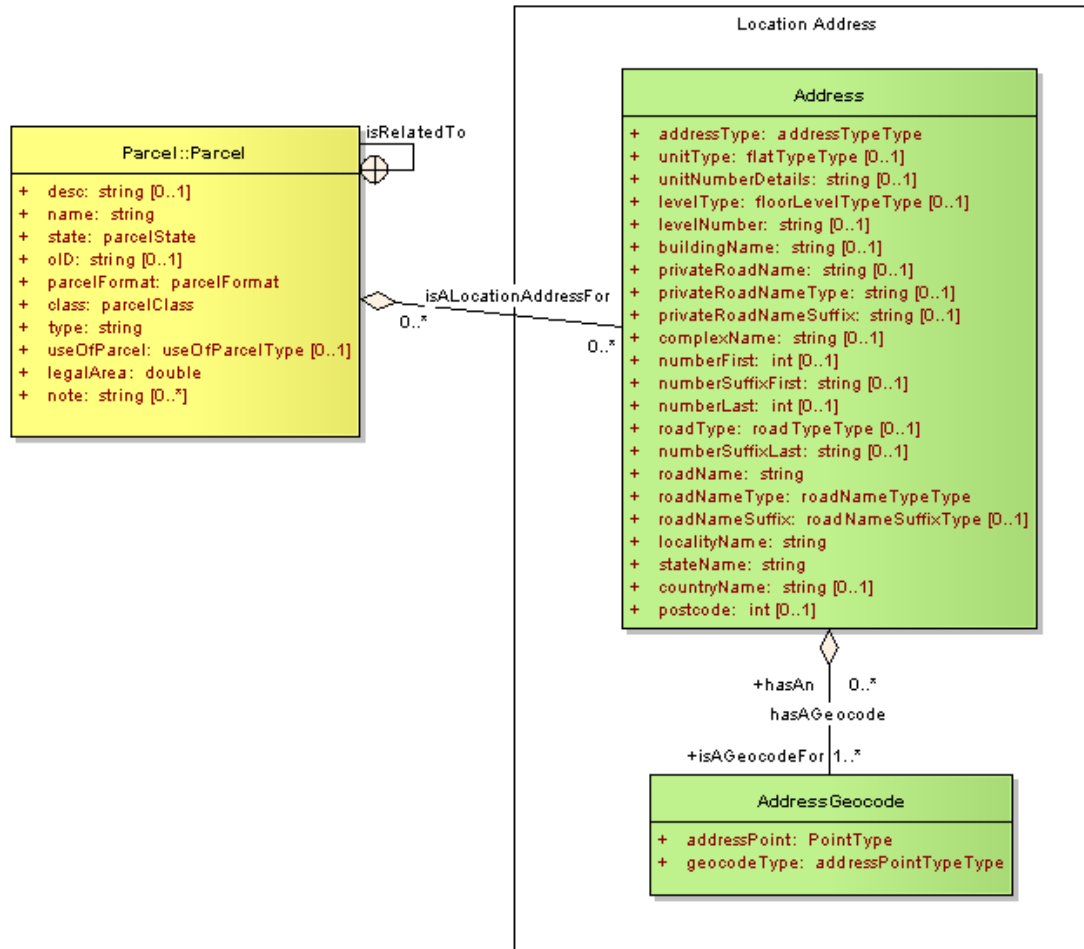 Location Address
Parcel::Parcel
+ desc: string [0..1]
+ name: string
+ state: parcelState
+ oID: string [0..1]
+ parcelFormat: parcelFormat
+ class: parcelClass
+ type: string
+ useOfParcel: useOfParcelType [0..1]
+ legalArea: double
+ note: string [0..*]
isRelatedTo
isALocationAddressFor
0..*
0..*
Address
+ addressType: addressTypeType
+ unitType: flatTypeType [0..1]
+ unitNumberDetails: string [0..1]
+ levelType: floorLevelTypeType [0..1]
+ levelNumber: string [0..1]
+ buildingName: string [0..1]
+ privateRoadName: string [0..1]
+ privateRoadNameType: string [0..1]
+ privateRoadNameSuffix: string [0..1]
+ complexName: string [0..1]
+ numberFirst: int [0..1]
+ numberSuffixFirst: string [0..1]
+ numberLast: int [0..1]
+ roadType: roadTypeType [0..1]
+ numberSuffixLast: string [0..1]
+ roadName: string
+ roadNameType: roadNameTypeType
+ roadNameSuffix: roadNameSuffixType [0..1]
+ localityName: string
+ stateName: string
+ countryName: string [0..1]
+ postcode: int [0..1]
+hasAn 0..*
hasAGeocode
+isAGeocodeFor 1..*
AddressGeocode
+ addressPoint: PointType
+ geocodeType: addressPointTypeType